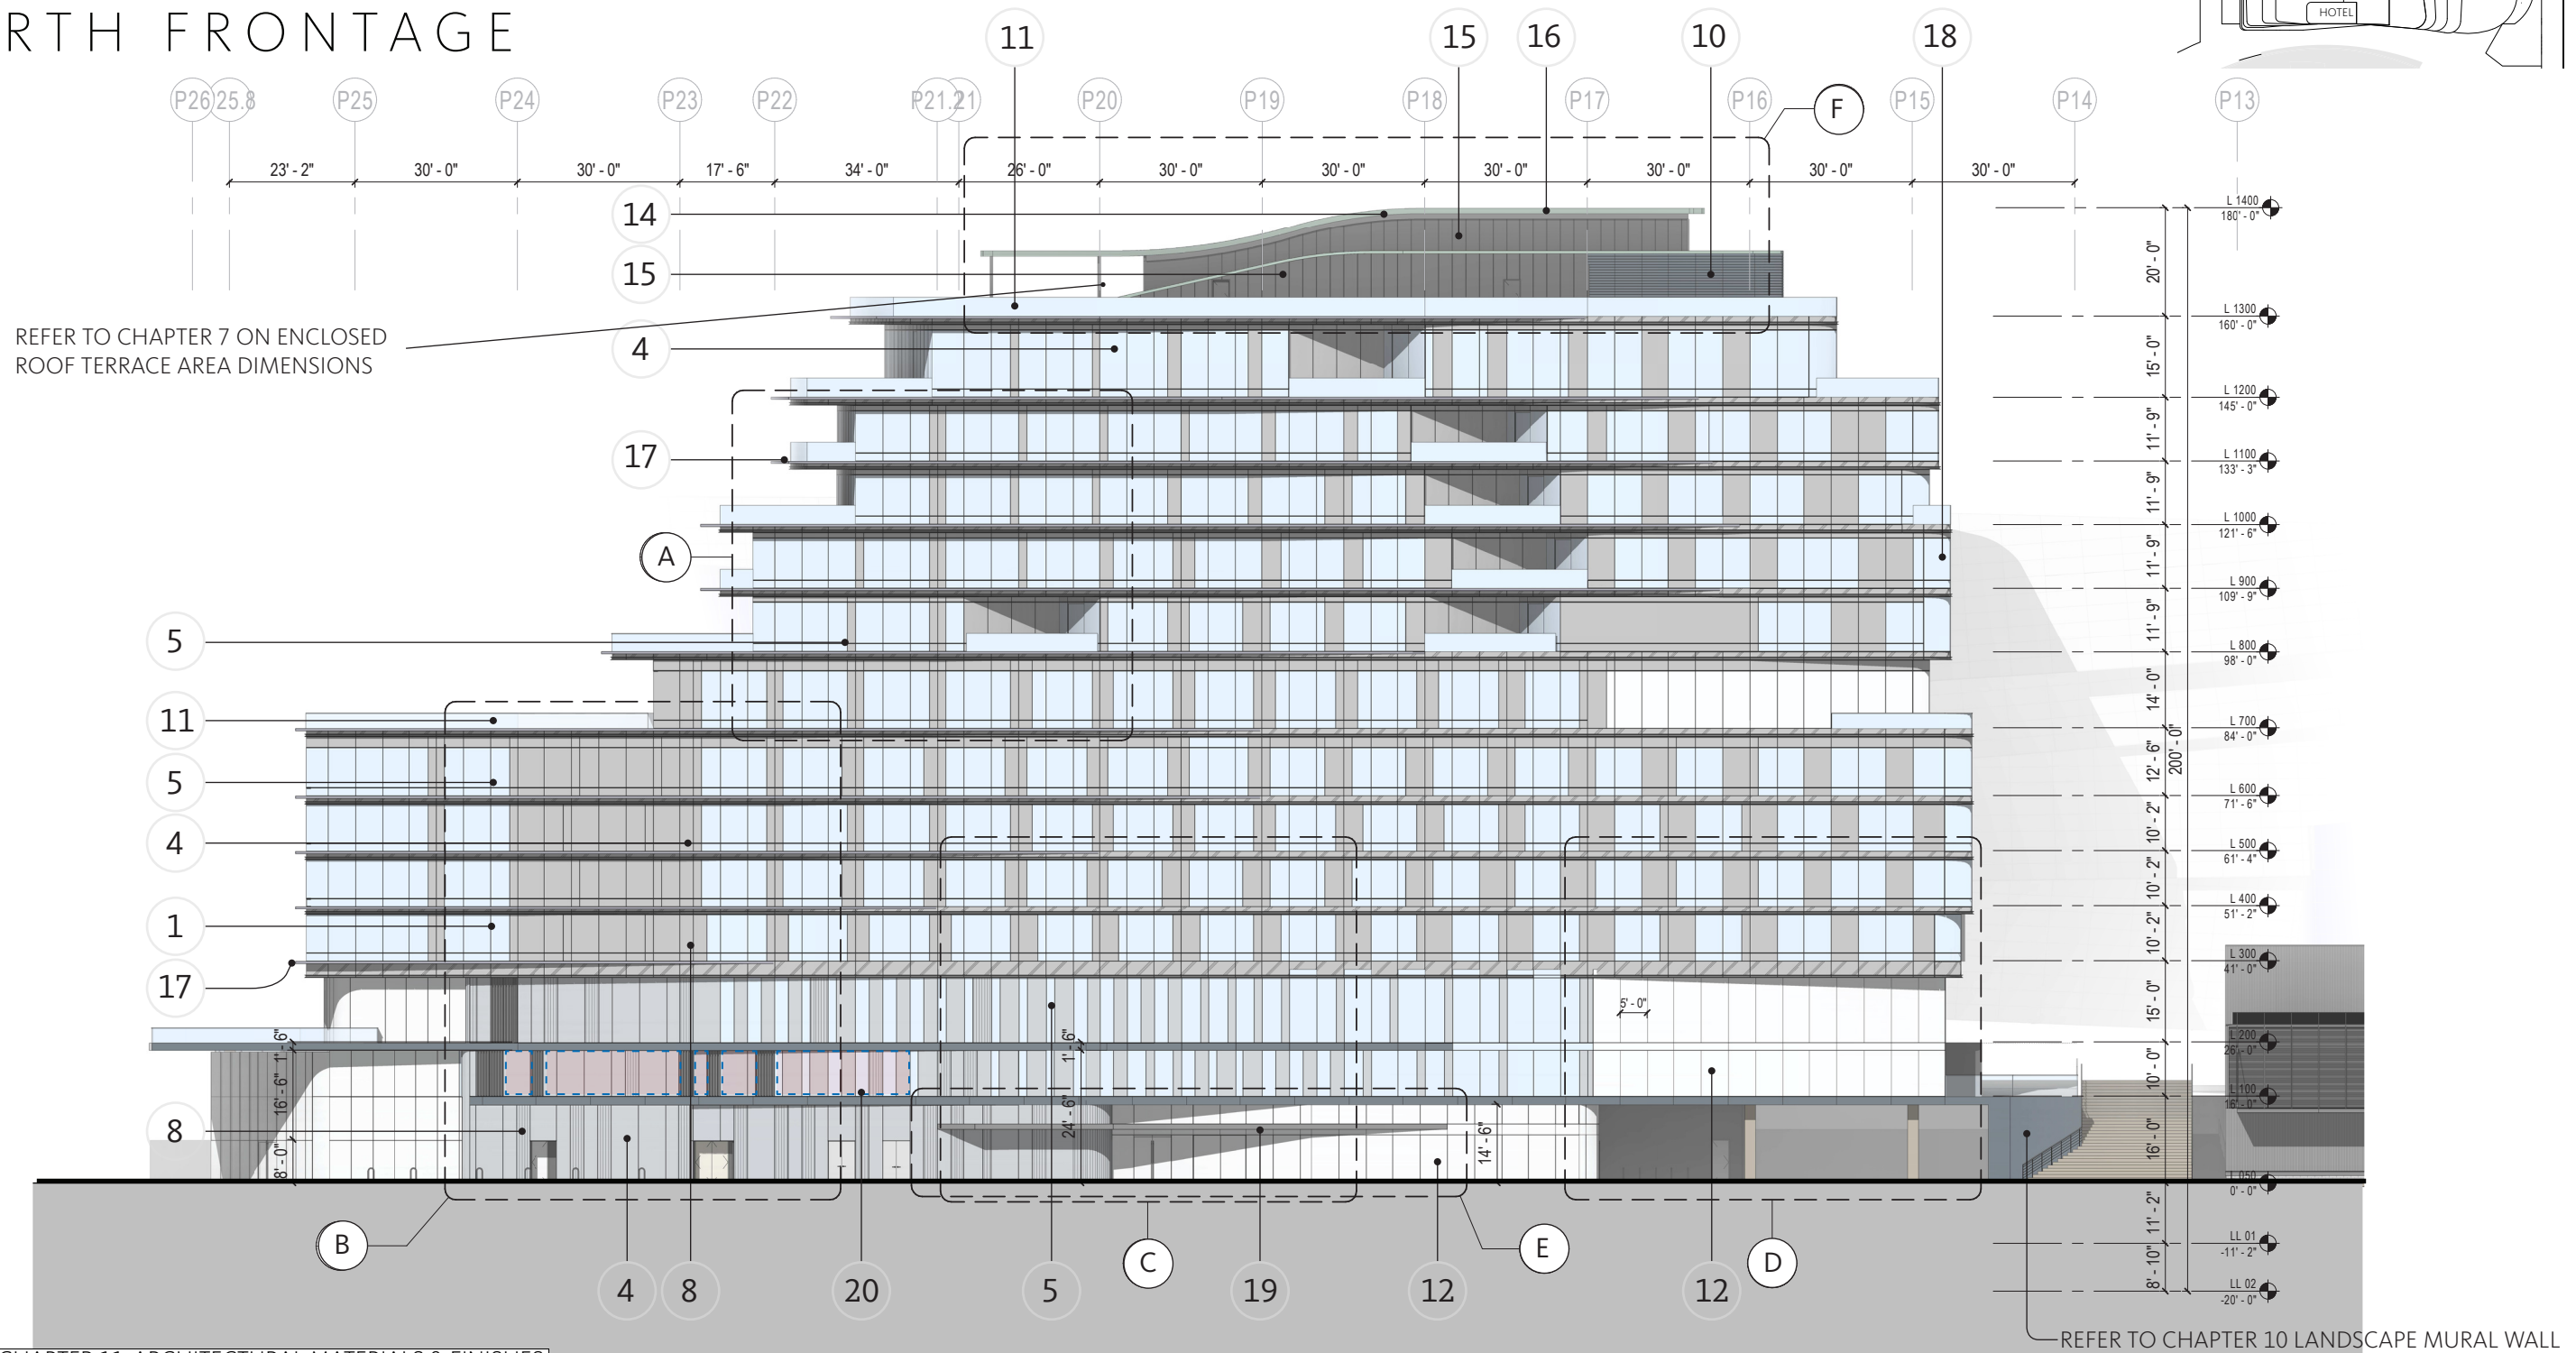 RTH FRONTAGE
HOTEL
11
15
16
10
18
P26
25.8
P25
P24
P23
P22
P21.2
21
P20
P19
P18
P17
P16
P15
P14
P13
F
23' - 2"
30' - 0"
30' - 0"
17' - 6"
34' - 0"
26' - 0"
30' - 0"
30' - 0"
30' - 0"
30' - 0"
30' - 0"
30' - 0"
14
15
REFER TO CHAPTER 7 ON ENCLOSED
ROOF TERRACE AREA DIMENSIONS
4
17
A
5
11
5
4
1
17
8
L 1400
180' - 0"
20' - 0"
L 1300
160' - 0"
15' - 0"
L 1200
145' - 0"
11' - 9"
L 1100
133' - 3"
11' - 9"
L 1000
121' - 6"
11' - 9"
L 900
109' - 9"
11' - 9"
L 800
98' - 0"
14' - 0"
L 700
84' - 0"
200' - 0"
12' - 6"
L 600
71' - 6"
10' - 2"
L 500
61' - 4"
10' - 2"
L 400
51' - 2"
10' - 2"
L 300
41' - 0"
15' - 0"
L 200
26' - 0"
10' - 0"
L 100
16' - 0"
16' - 0"
L 050
0' - 0"
11' - 2"
LL 01
-11' - 2"
8' - 10"
LL 02
-20' - 0"
5' - 0"
1' - 6"
16' - 6"
8' - 0"
1' - 6"
24' - 6"
14' - 6"
B
C
E
D
4
8
20
5
19
12
12
REFER TO CHAPTER 10 LANDSCAPE MURAL WALL
CHAPTER 11: ARCHITECTURAL MATERIALS & FINISHES